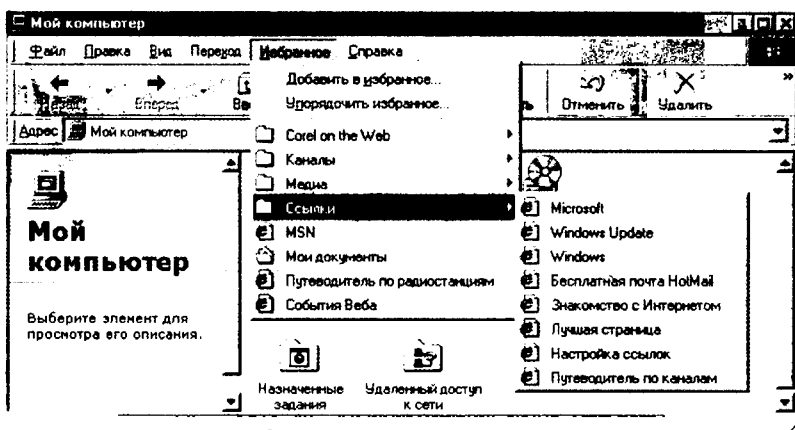 Мой компьютер
Файл Правка Вид Переход Избранное Справка
Назад Вперед Отменить Удалить »
Адрес Мой компьютер
Добавить в избранное...
Упорядочить избранное...
Corel on the Web
Каналы
Медиа
Ссылки
MSN
Мои документы
Путеводитель по радиостанциям
События Веба
Microsoft
Windows Update
Windows
Бесплатная почта HotMail
Знакомство с Интернетом
Лучшая страница
Настройка ссылок
Путеводитель по каналам
Мой
компьютер
Выберите элемент для
просмотра его описания.
Назначенные
задания
Удаленный доступ
к сети